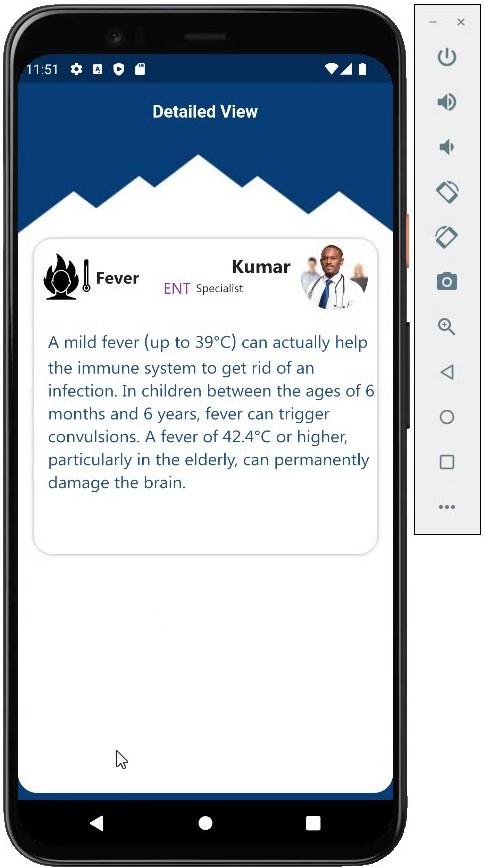 11:51
Detailed View
Fever
Kumar
ENT Specialist
A mild fever (up to 39°C) can actually help
the immune system to get rid of an
infection. In children between the ages of 6
months and 6 years, fever can trigger
convulsions. A fever of 42.4°C or higher,
particularly in the elderly, can permanently
damage the brain.